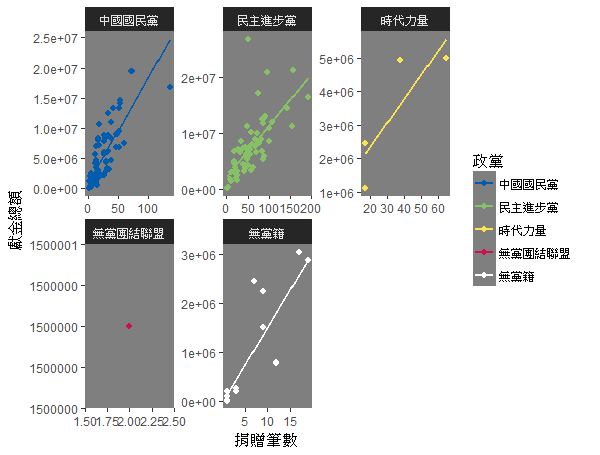 中國國民黨
民主進步黨
時代力量
2.5e+07
2.0e+07
1.5e+07
1.0e+07
5.0e+06
0.0e+00
0 50 100
2e+07
1e+07
0e+00
0 50 100 150 200
5e+06
4e+06
3e+06
2e+06
1e+06
20 30 40 50 60
獻金總額
無黨團結聯盟
無黨籍
1500001
1500000
1500000
1500000
1500000
1.50 1.75 2.00 2.25 2.50
3e+06
2e+06
1e+06
0e+00
5 10 15
捐贈筆數
政黨
中國國民黨
民主進步黨
時代力量
無黨團結聯盟
無黨籍